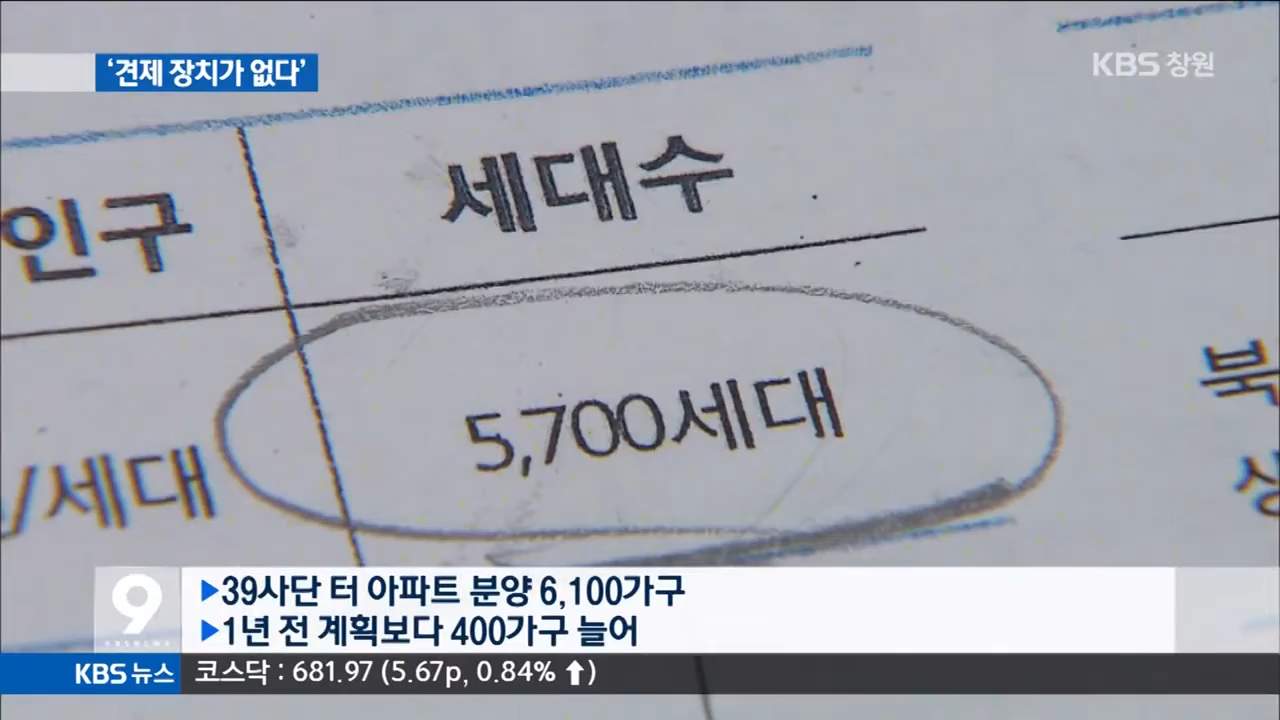 ‘견제 장치가 없다’
KBS 창원
인구
세대수
/세대
5,700세대
북
9
▶39사단 터 아파트 분양 6,100가구
▶1년 전 계획보다 400가구 늘어
KBS 뉴스
코스닥 : 681.97 (5.67p, 0.84% ↑)